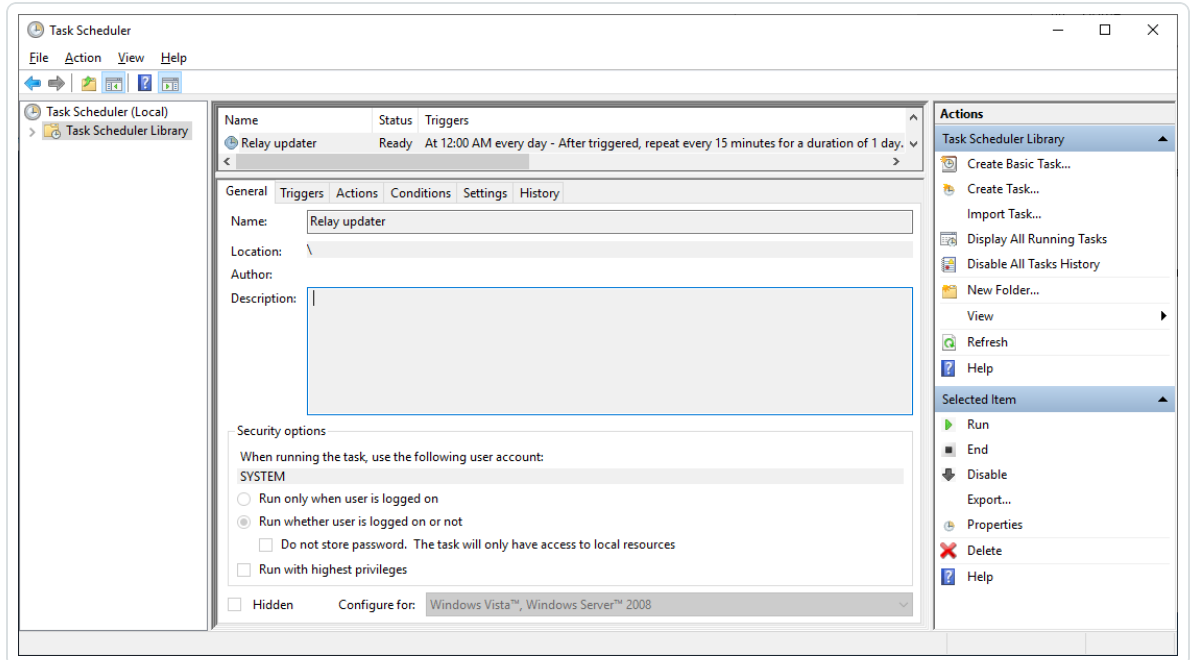 Task Scheduler
File Action View Help
Task Scheduler (Local)
Task Scheduler Library
Name Status Triggers
Relay updater Ready At 12:00 AM every day - After triggered, repeat every 15 minutes for a duration of 1 day.
General Triggers Actions Conditions Settings History
Name: Relay updater
Location: \
Author:
Description:
Security options
When running the task, use the following user account:
SYSTEM
Run only when user is logged on
Run whether user is logged on or not
Do not store password. The task will only have access to local resources
Run with highest privileges
Hidden Configure for: Windows Vista™, Windows Server™ 2008
Actions
Task Scheduler Library
Create Basic Task...
Create Task...
Import Task...
Display All Running Tasks
Disable All Tasks History
New Folder...
View
Refresh
Help
Selected Item
Run
End
Disable
Export...
Properties
Delete
Help